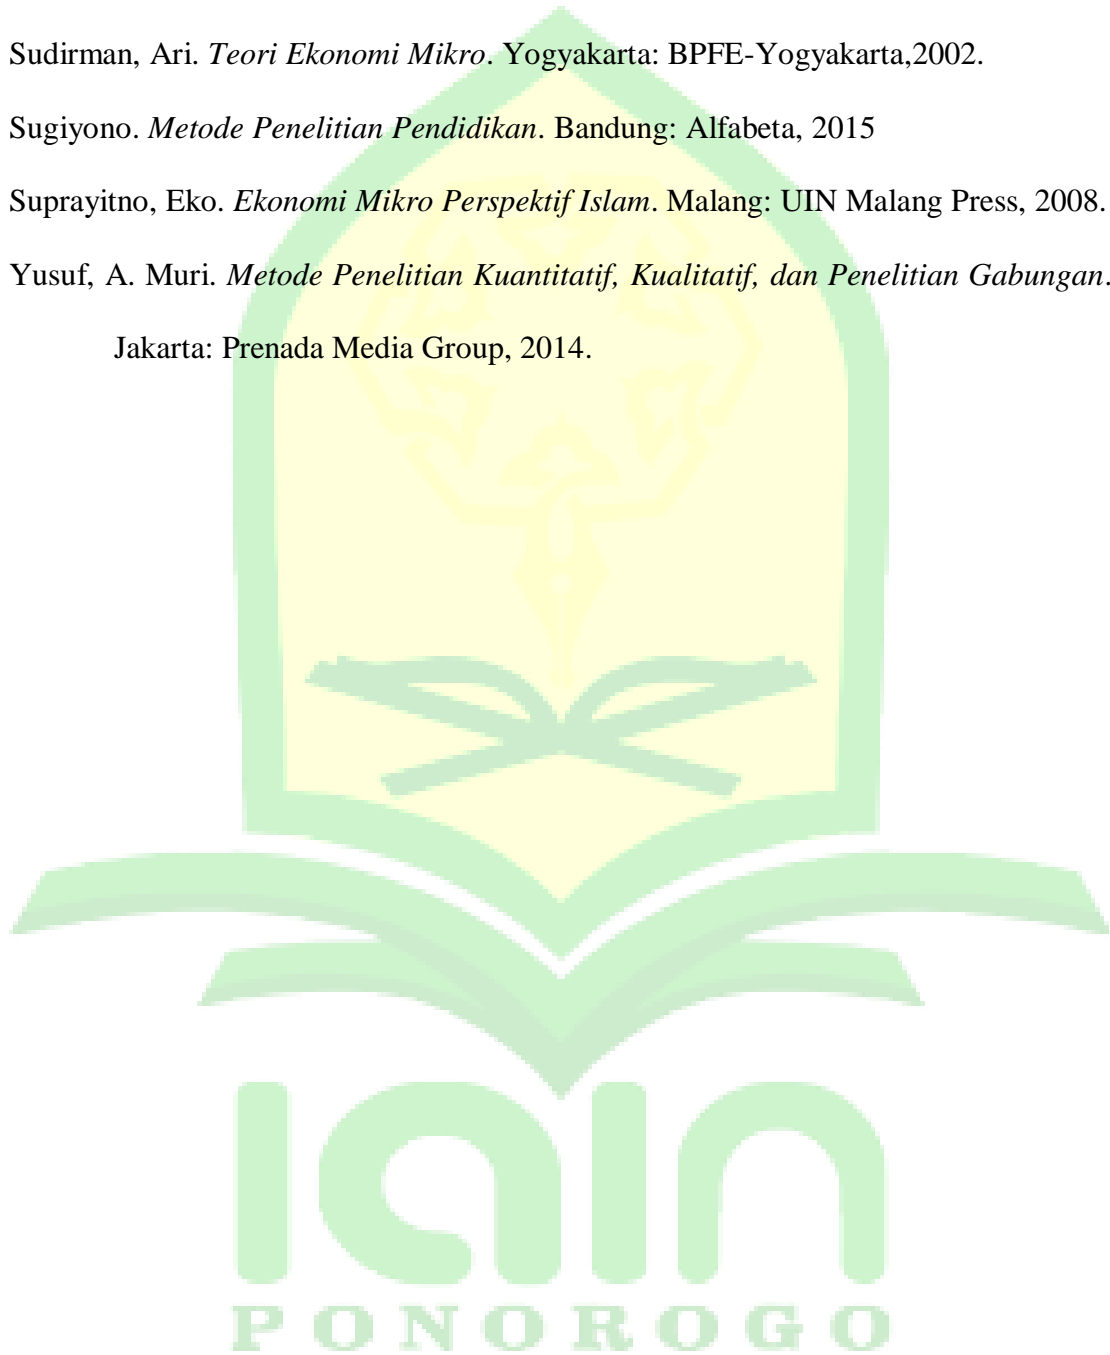 Sudirman, Ari. Teori Ekonomi Mikro. Yogyakarta: BPFE-Yogyakarta,2002.
Sugiyono. Metode Penelitian Pendidikan. Bandung: Alfabeta, 2015
Suprayitno, Eko. Ekonomi Mikro Perspektif Islam. Malang: UIN Malang Press, 2008.
Yusuf, A. Muri. Metode Penelitian Kuantitatif, Kualitatif, dan Penelitian Gabungan.
Jakarta: Prenada Media Group, 2014.
IAIN
PONOROGO